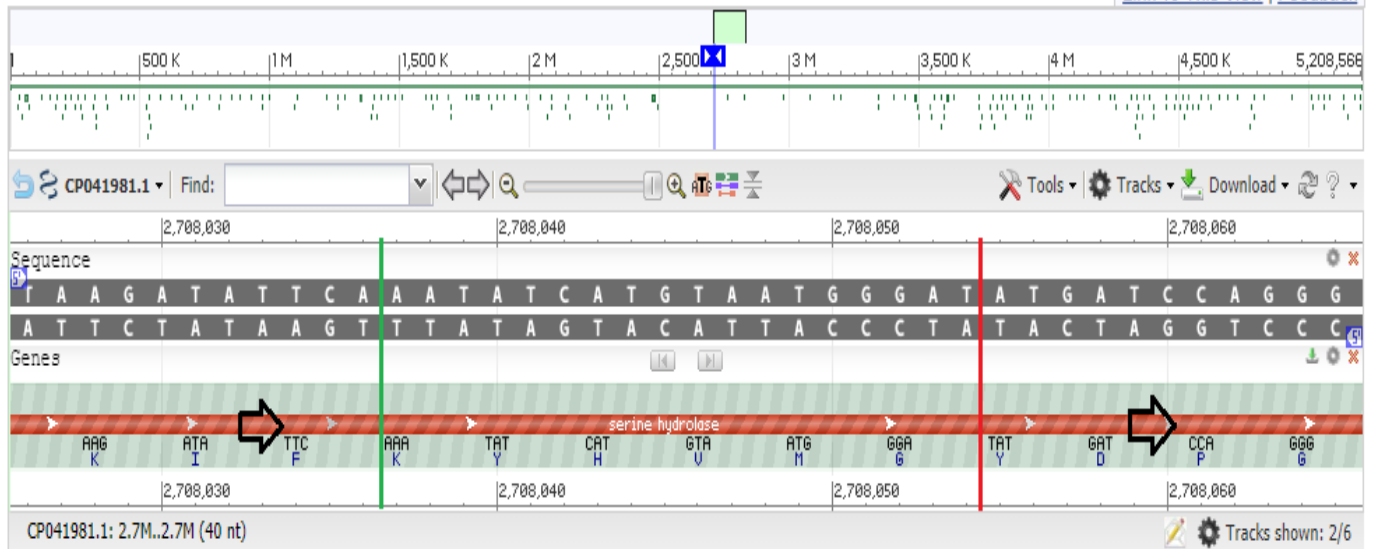 500 K 1 M 1,500 K 2 M 2,500 3 M 3,500 K 4 M 4,500 K 5,208,566
CP041981.1 Find: ATG Tools Tracks Download ?
2,708,030 2,708,040 2,708,050 2,708,060
Sequence
5'
T A A G A T A T T C A A A T A T C A T G T A A T G G G A T A T G A T C C A G G G
A T T C T A T A A G T T T A T A G T A C A T T A C C C T A T A C T A G G T C C C
5'
Genes
serine hydrolase
AAG ATA TTC AAA TAT CAT GTA ATG GGA TAT GAT CCA GGG
K I F K Y H V M G Y D P G
2,708,030 2,708,040 2,708,050 2,708,060
CP041981.1: 2.7M..2.7M (40 nt) Tracks shown: 2/6